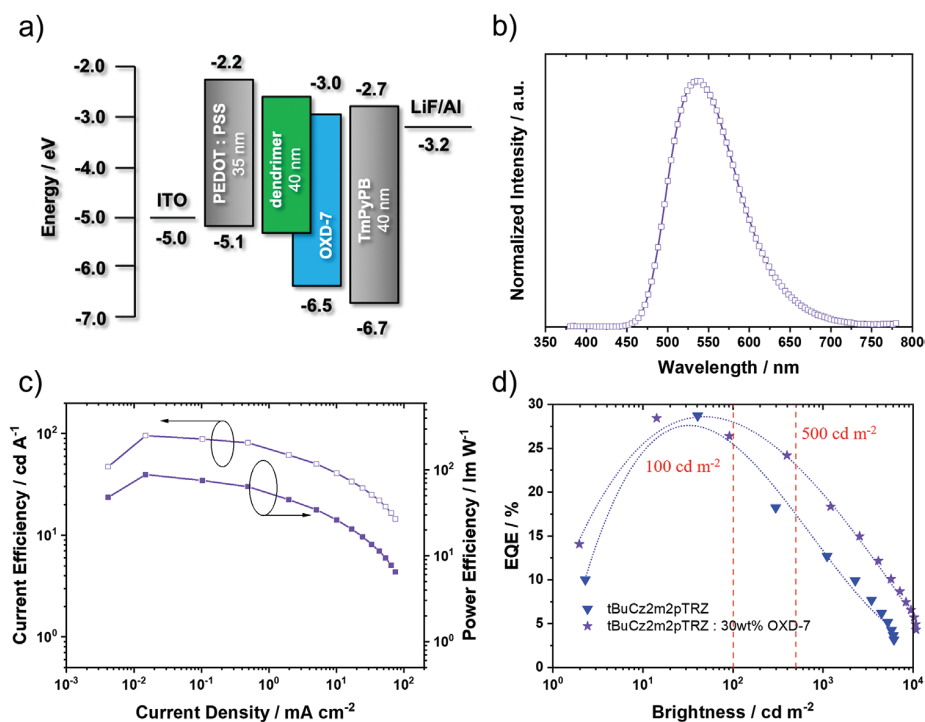 a)
-2.0
-3.0
-4.0
-5.0
-6.0
-7.0
Energy / eV
ITO
-5.0
-2.2
PEDOT : PSS
35 nm
-5.1
dendrimer
40 nm
-3.0
OXD-7
-6.5
-2.7
TmPyPB
40 nm
-6.7
LiF/Al
-3.2
b)
Normalized Intensity / a.u.
350 400 450 500 550 600 650 700 750 800
Wavelength / nm
c)
Current Efficiency / cd A⁻¹
10²
10¹
10⁰
10²
10¹
10⁰
Power Efficiency / lm W⁻¹
10⁻³ 10⁻² 10⁻¹ 10⁰ 10¹ 10²
Current Density / mA cm⁻²
d)
EQE / %
30
25
20
15
10
5
0
100 cd m⁻²
500 cd m⁻²
tBuCz2m2pTRZ
tBuCz2m2pTRZ : 30wt% OXD-7
10⁰ 10¹ 10² 10³ 10⁴
Brightness / cd m⁻²